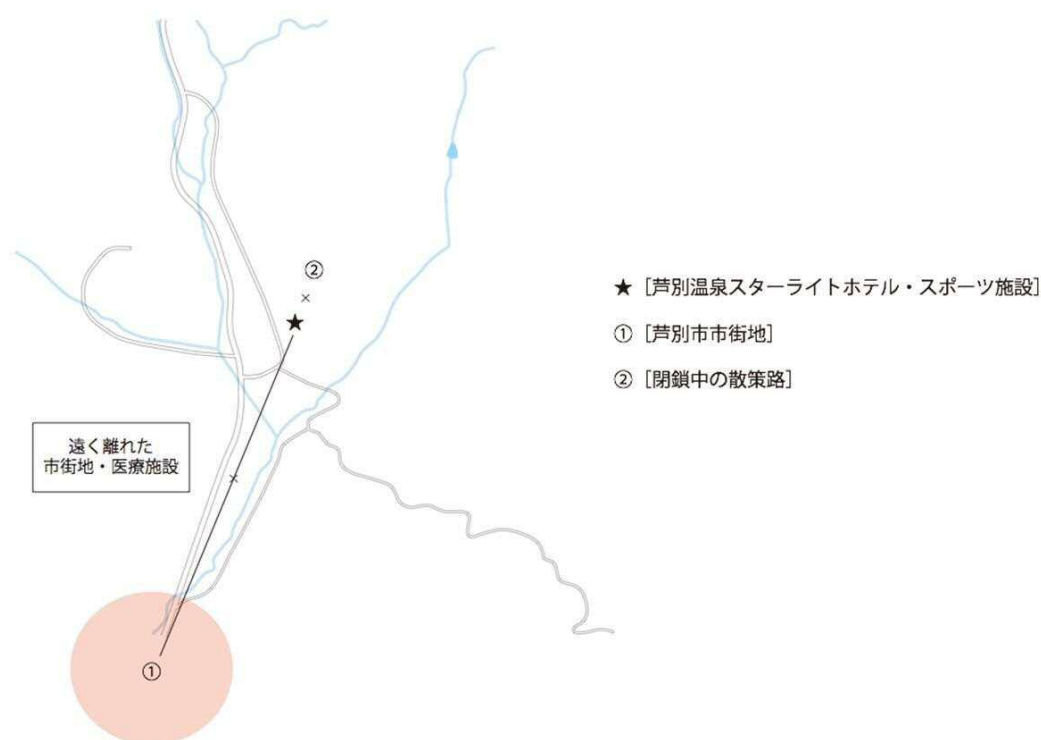 ②
★ [芦別温泉スターライトホテル・スポーツ施設]
① [芦別市市街地]
② [閉鎖中の散策路]
遠く離れた
市街地・医療施設
①